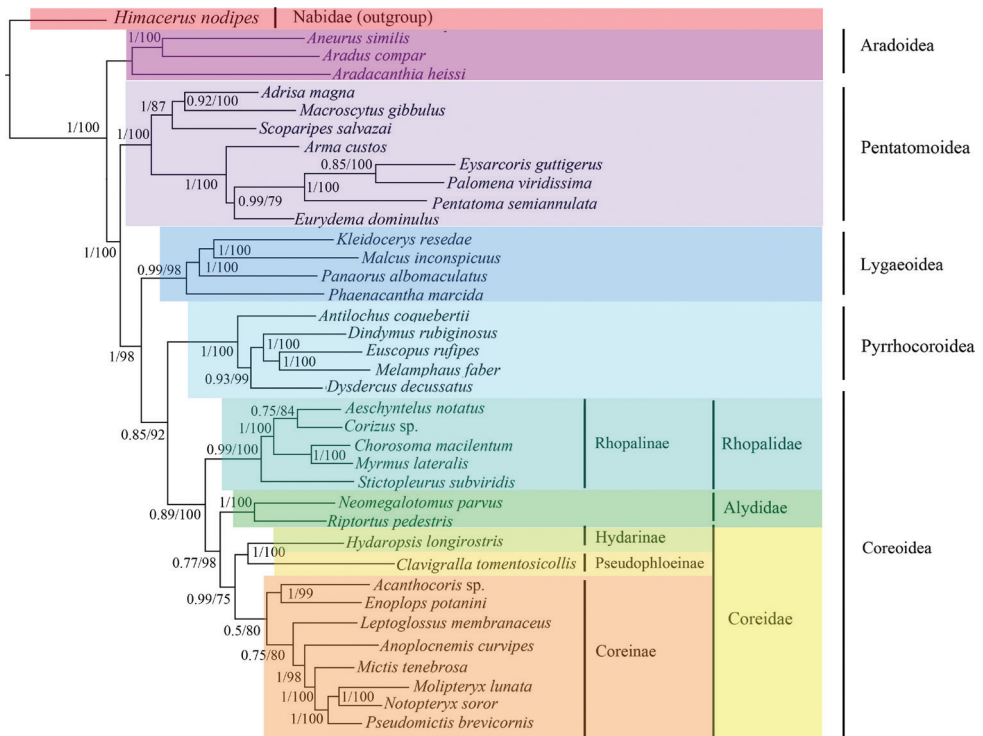 Himacerus nodipes Nabidae (outgroup)
1/100 Aneurus similis
Aradus compar
Aradacanthia heissi
Aradoidea
Adrisa magna
1/87 0.92/100 Macroscytus gibbulus
1/100 1/100 Scoparipes salvazai
Arma custos
Pentatomoidea
0.85/100 Eysarcoris guttigerus
1/100 1/100 Palomena viridissima
0.99/79 Pentatoma semiannulata
Eurydema dominulus
1/100 Kleidocerys resedae
1/100 Malcus inconspicuus
Lygaeoidea
0.99/98 1/100 Panaorus albomaculatus
Phaenacantha marcida
Antilochus coquebertii
Dindymus rubiginosus
1/98 1/100 Euscopus rufipes
Pyrrhocoroidea
1/100 Melamphaus faber
0.93/99 Dysdercus decussatus
0.75/84 Aeschyntelus notatus
0.85/92 1/100 Corizus sp.
0.99/100 Chorosoma macilentum Rhopalinae Rhopalidae
1/100 Myrmus lateralis
Stictopleurus subviridis
0.89/100 1/100 Neomegalotomus parvus Alydidae
Riptortus pedestris
Hydaropsis longirostris Hydarinae
Coreoidea
0.77/98 1/100 Clavigralla tomentosicollis Pseudophloeinae
Acanthocoris sp.
0.99/75 1/99 Enoplops potanini
0.5/80 Leptoglossus membranaceus
Coreidae
0.75/80 Anoplocnemis curvipes Coreinae
1/98 Mictis tenebrosa
1/100 Molipteryx lunata
1/100 Notopteryx soror
1/100 Pseudomictis brevicornis